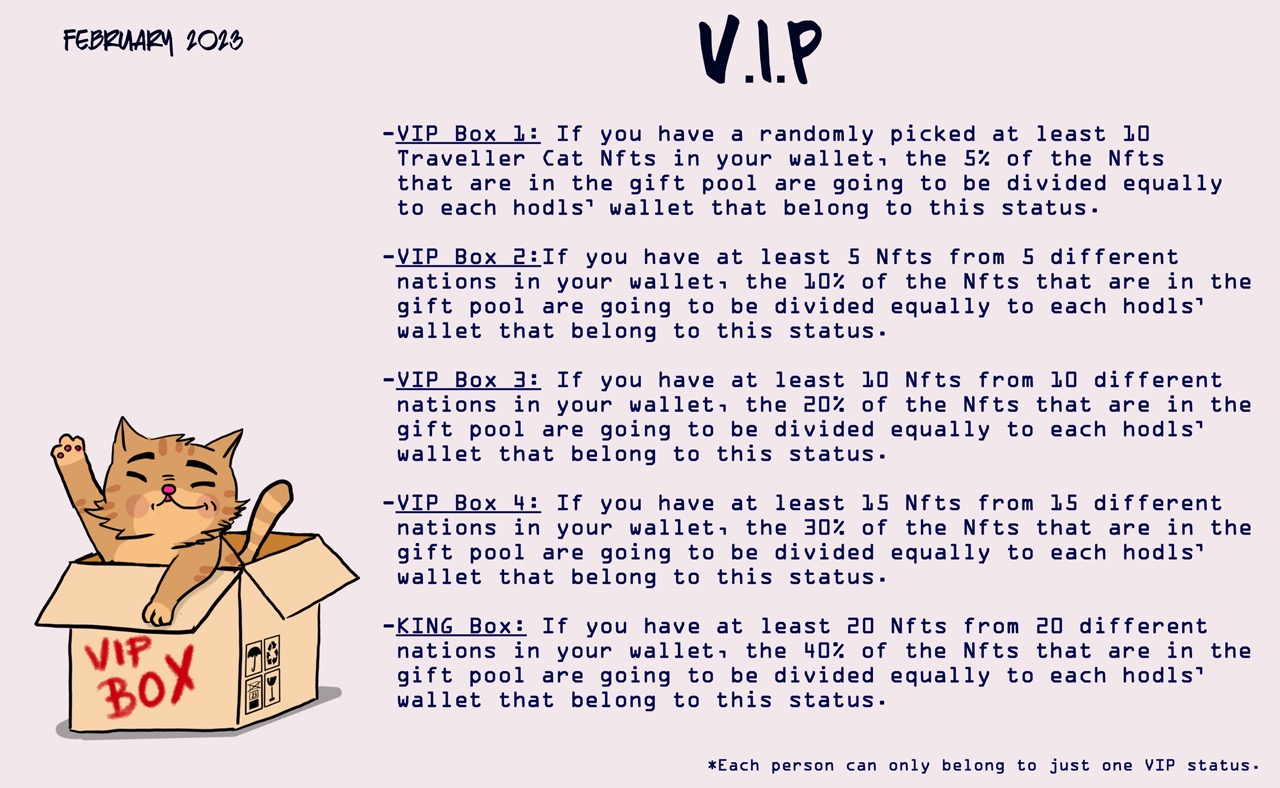 FEBRUARY 2023
V.I.P
-VIP Box 1: If you have a randomly picked at least 10
Traveller Cat Nfts in your wallet, the 5% of the Nfts
that are in the gift pool are going to be divided equally
to each hodls' wallet that belong to this status.
-VIP Box 2:If you have at least 5 Nfts from 5 different
nations in your wallet, the 10% of the Nfts that are in the
gift pool are going to be divided equally to each hodls'
wallet that belong to this status.
-VIP Box 3: If you have at least 10 Nfts from 10 different
nations in your wallet, the 20% of the Nfts that are in the
gift pool are going to be divided equally to each hodls'
wallet that belong to this status.
-VIP Box 4: If you have at least 15 Nfts from 15 different
nations in your wallet, the 30% of the Nfts that are in the
gift pool are going to be divided equally to each hodls'
wallet that belong to this status.
-KING Box: If you have at least 20 Nfts from 20 different
nations in your wallet, the 40% of the Nfts that are in the
gift pool are going to be divided equally to each hodls'
wallet that belong to this status.
VIP
BOX
*Each person can only belong to just one VIP status.